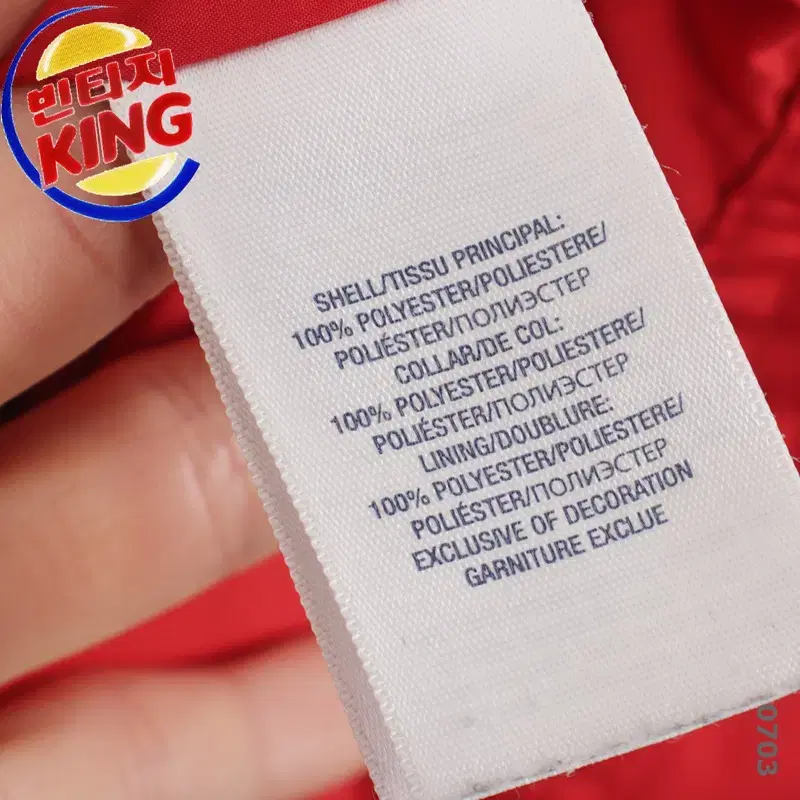 빈티지
KING
SHELL/TISSU PRINCIPAL:
100% POLYESTER/POLIESTERE/
POLIÉSTER/ПОЛИЭСТЕР
COLLAR/DE COL:
100% POLYESTER/POLIESTERE/
POLIÉSTER/ПОЛИЭСТЕР
LINING/DOUBLURE:
100% POLYESTER/POLIESTERE/
POLIÉSTER/ПОЛИЭСТЕР
EXCLUSIVE OF DECORATION
GARNITURE EXCLUE
0703